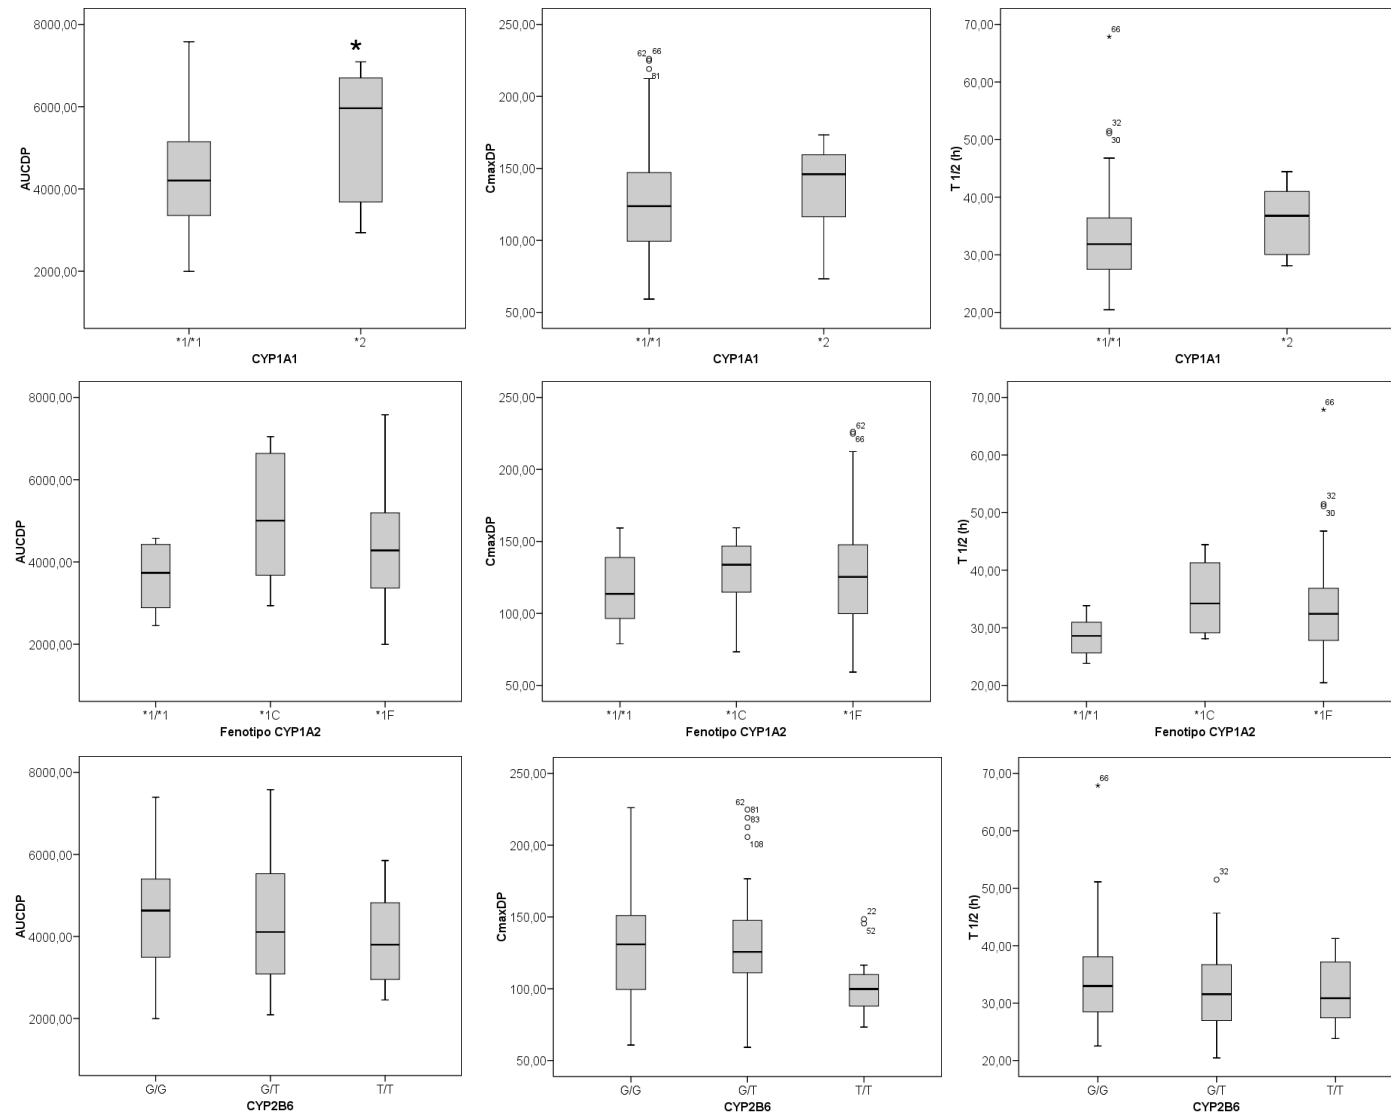 8000,00
6000,00
4000,00
2000,00
AUCDP
*
*1/*1
*2
CYP1A1
250,00
200,00
150,00
100,00
50,00
CmaxDP
62
66
81
*1/*1
*2
CYP1A1
70,00
60,00
50,00
40,00
30,00
20,00
T 1/2 (h)
66
32
30
*1/*1
*2
CYP1A1
8000,00
6000,00
4000,00
2000,00
AUCDP
*1/*1
*1C
*1F
Fenotipo CYP1A2
250,00
200,00
150,00
100,00
50,00
CmaxDP
62
66
*1/*1
*1C
*1F
Fenotipo CYP1A2
70,00
60,00
50,00
40,00
30,00
20,00
T 1/2 (h)
66
32
30
*1/*1
*1C
*1F
Fenotipo CYP1A2
8000,00
6000,00
4000,00
2000,00
AUCDP
G/G
G/T
T/T
CYP2B6
250,00
200,00
150,00
100,00
50,00
CmaxDP
62
81
83
108
22
52
G/G
G/T
T/T
CYP2B6
70,00
60,00
50,00
40,00
30,00
20,00
T 1/2 (h)
66
32
G/G
G/T
T/T
CYP2B6